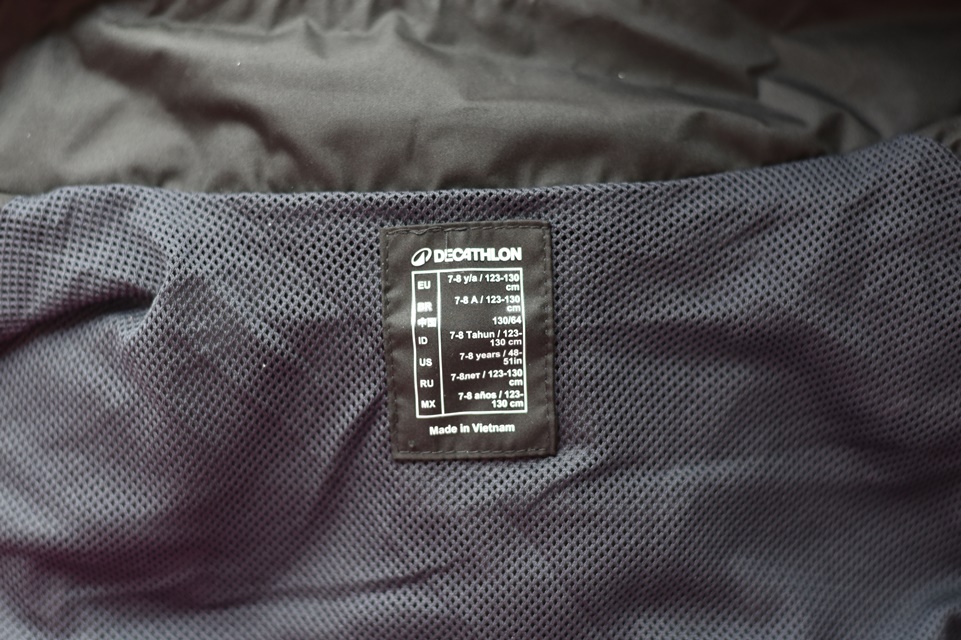 DECATHLON
EU 7-8 y/a / 123-130
cm
BR 7-8 A / 123-130
cm
中国 130/64
ID 7-8 Tahun / 123-
130 cm
US 7-8 years / 48-
51in
RU 7-8лет / 123-130
cm
MX 7-8 años / 123-
130 cm
Made in Vietnam